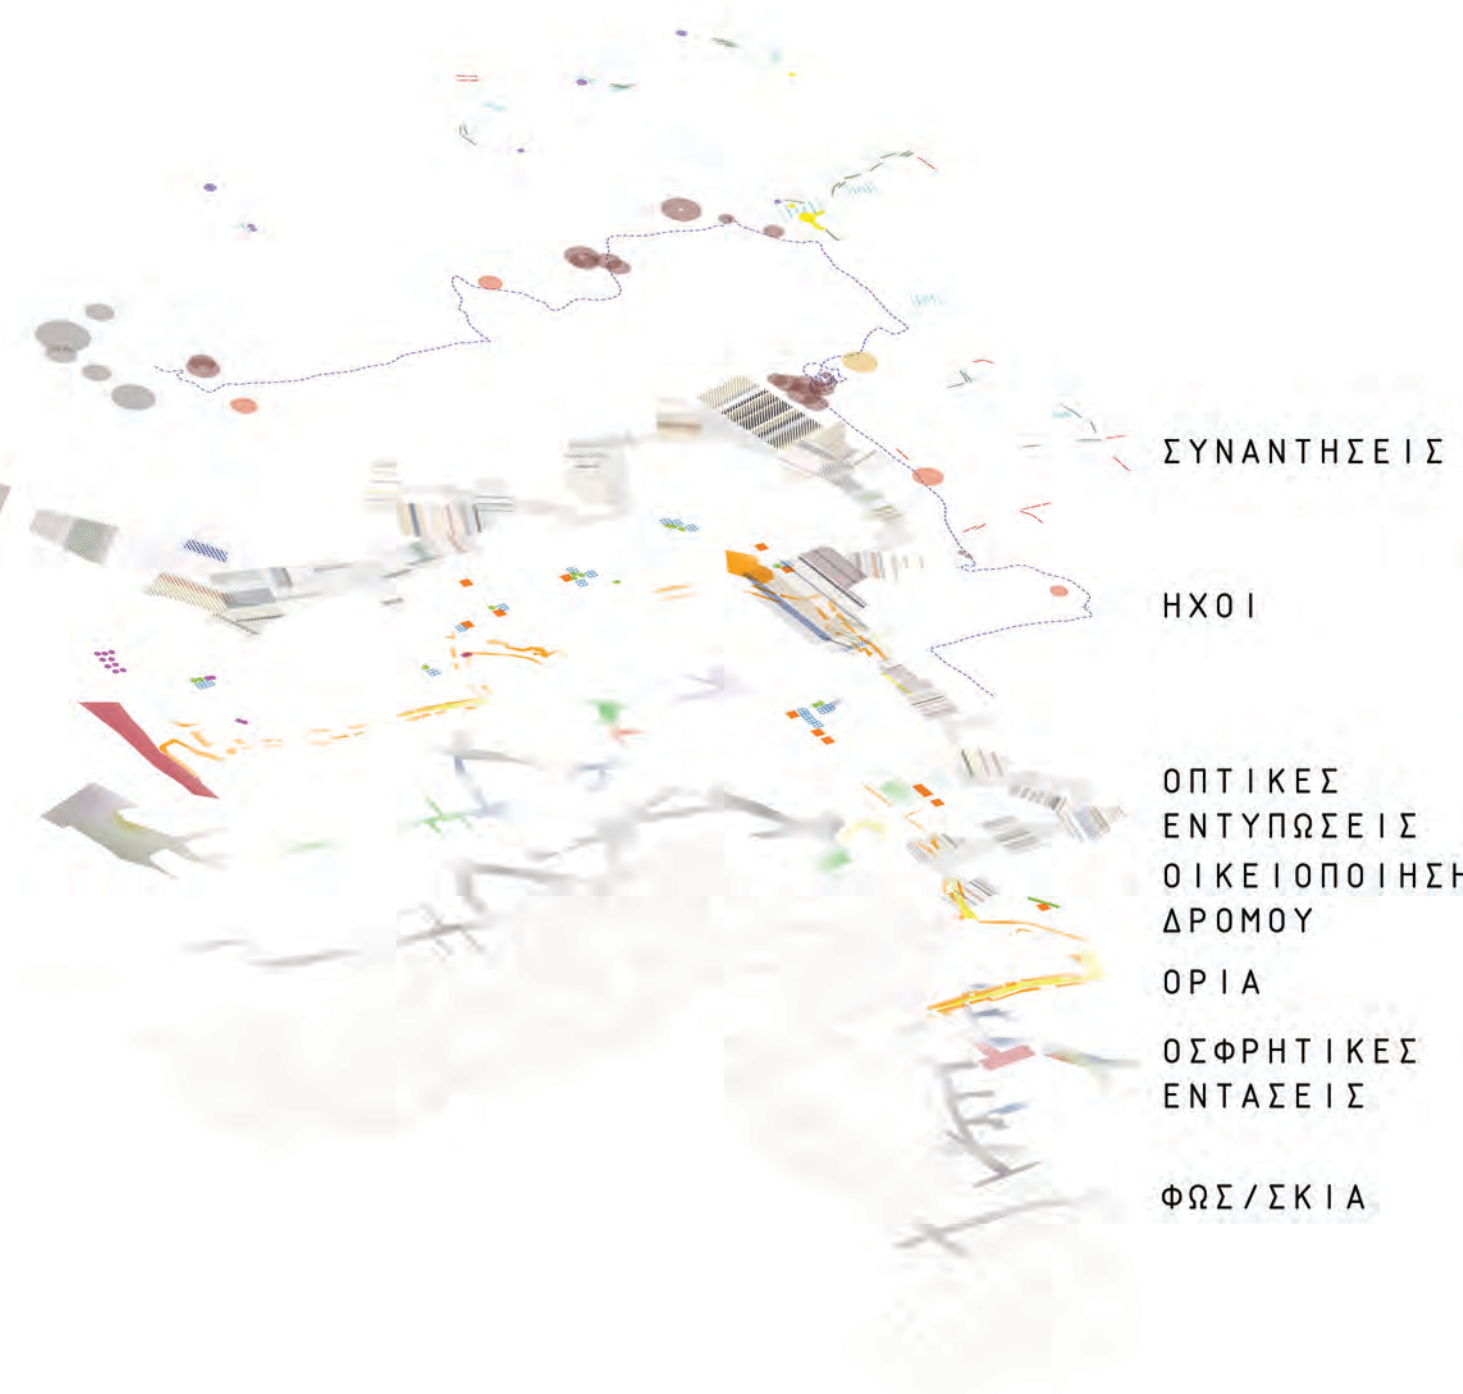 ΣΥΝΑΝΤΗΣΕΙΣ
ΗΧΟΙ
ΟΠΤΙΚΕΣ
ΕΝΤΥΠΩΣΕΙΣ
ΟΙΚΕΙΟΠΟΙΗΣΗ
ΔΡΟΜΟΥ
ΟΡΙΑ
ΟΣΦΡΗΤΙΚΕΣ
ΕΝΤΑΣΕΙΣ
ΦΩΣ/ΣΚΙΑ